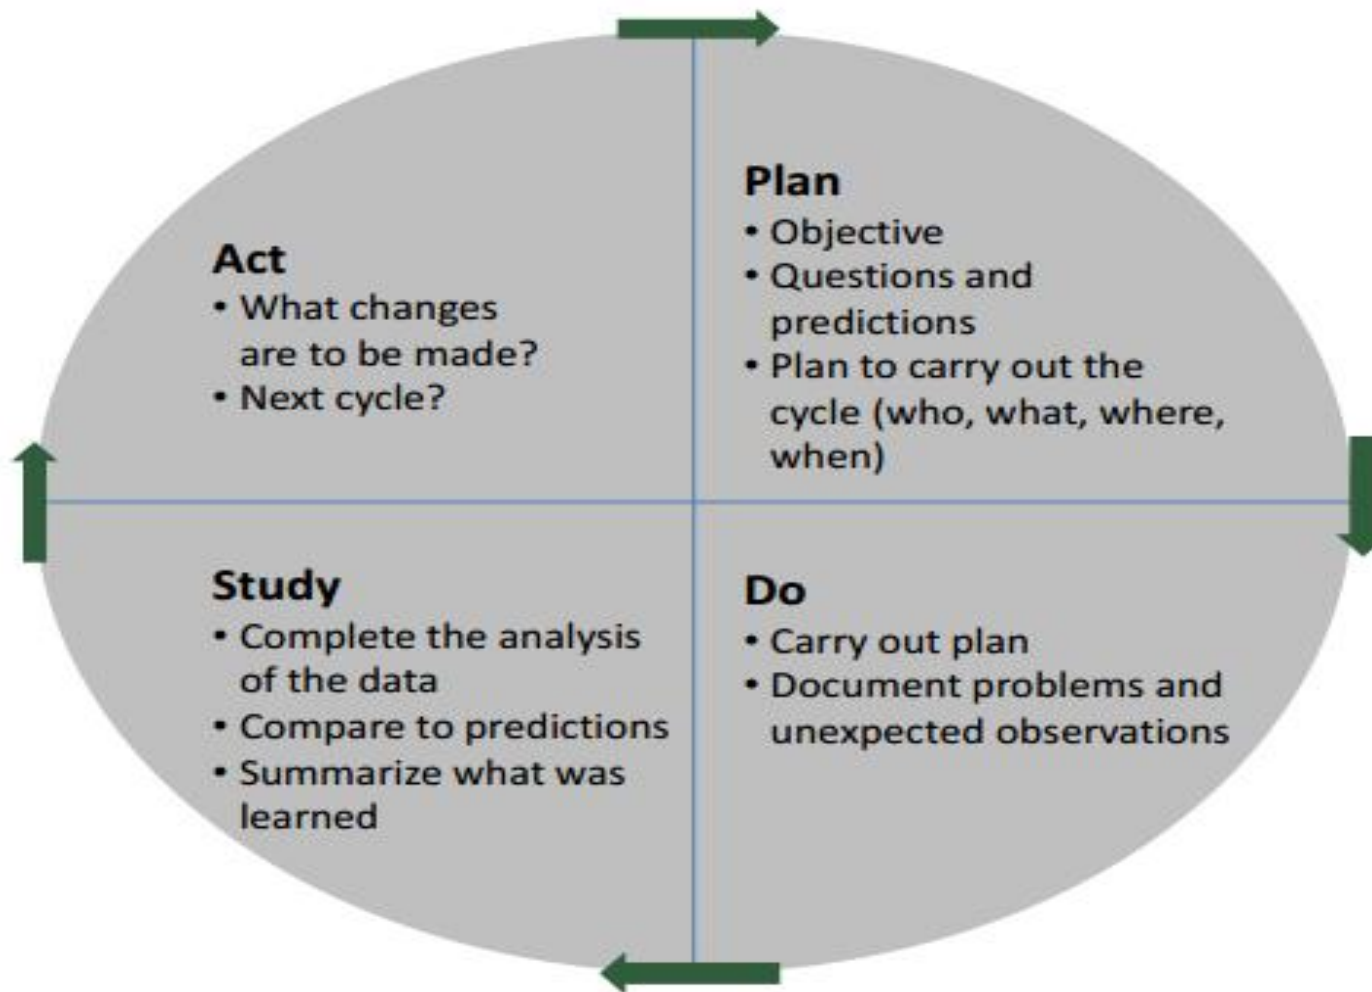 Plan
• Objective
• Questions and
predictions
• Plan to carry out the
cycle (who, what, where,
when)
Do
• Carry out plan
• Document problems and
unexpected observations
Study
• Complete the analysis
of the data
• Compare to predictions
• Summarize what was
learned
Act
• What changes
are to be made?
• Next cycle?